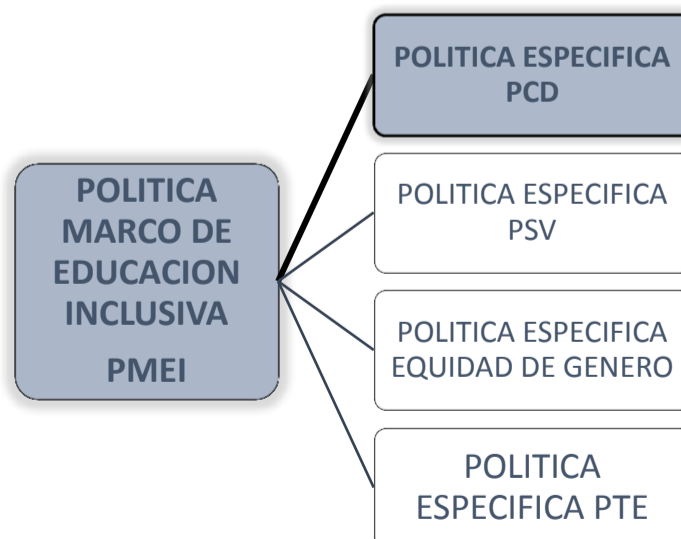 POLITICA
MARCO DE
EDUCACION
INCLUSIVA
PMEI
POLITICA ESPECIFICA
PCD
POLITICA ESPECIFICA
PSV
POLITICA ESPECIFICA
EQUIDAD DE GENERO
POLITICA
ESPECIFICA PTE